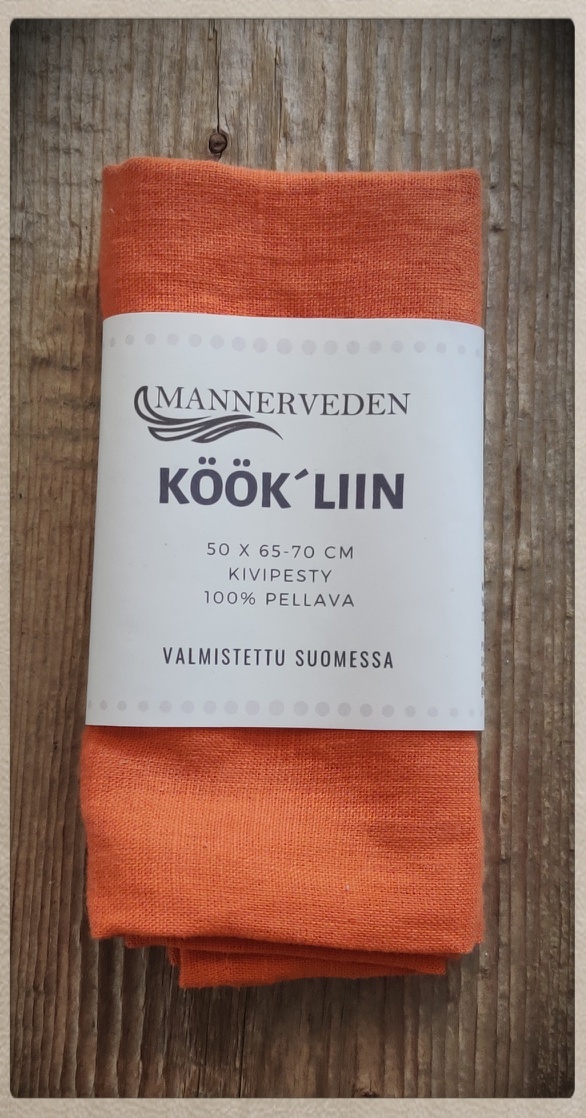 MANNERVEDEN
KÖÖK´LIIN
50 X 65-70 CM
KIVIPESTY
100% PELLAVA
VALMISTETTU SUOMESSA